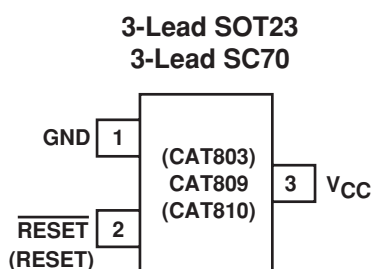 3-Lead SOT23
3-Lead SC70
GND 1
(CAT803)
CAT809
(CAT810)
3 VCC
RESET 2
(RESET)